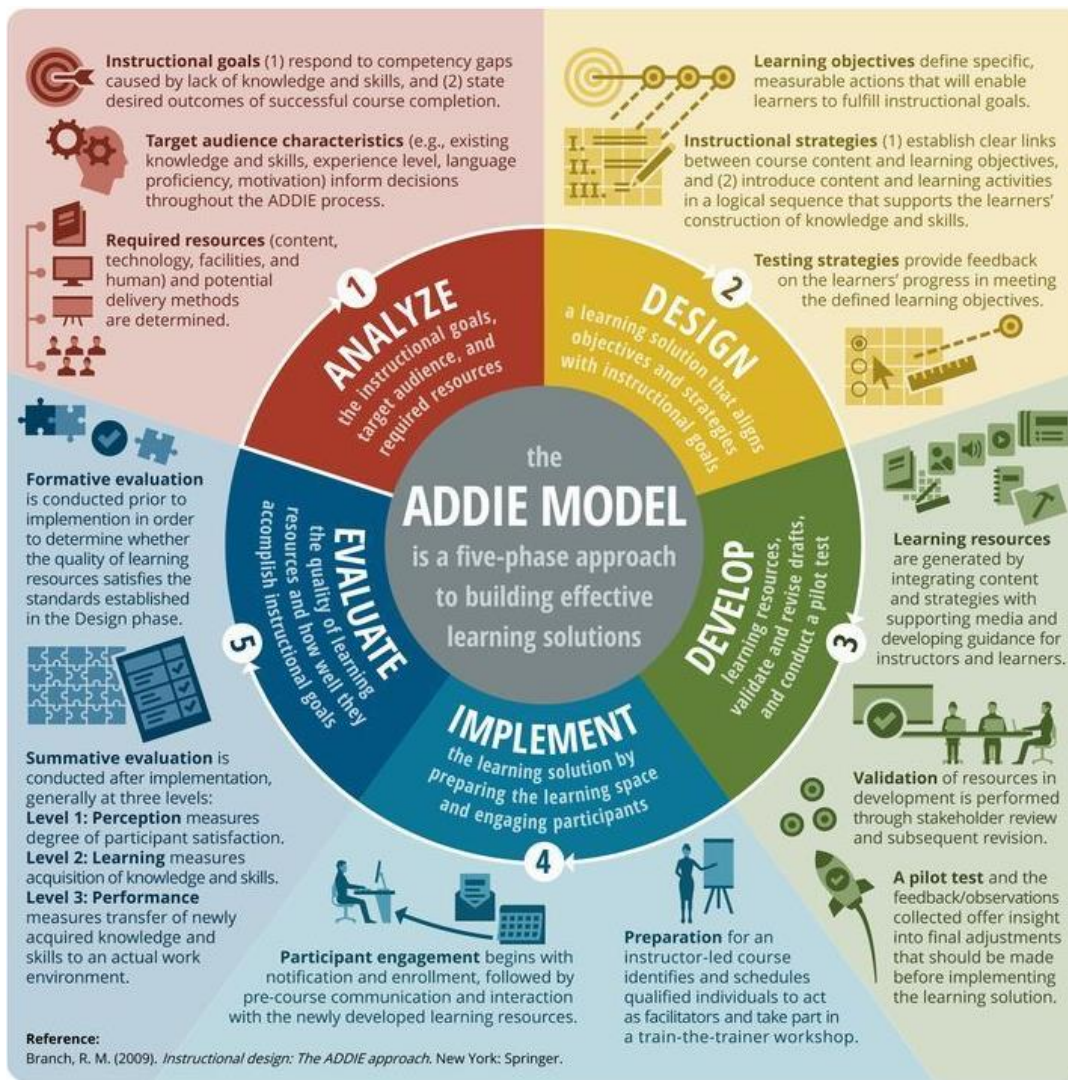 Instructional goals (1) respond to competency gaps
caused by lack of knowledge and skills, and (2) state
desired outcomes of successful course completion.
Target audience characteristics (e.g., existing
knowledge and skills, experience level, language
proficiency, motivation) inform decisions
throughout the ADDIE process.
Required resources (content,
technology, facilities, and
human) and potential
delivery methods
are determined.
Learning objectives define specific,
measurable actions that will enable
learners to fulfill instructional goals.
I.
II.
III.
Instructional strategies (1) establish clear links
between course content and learning objectives,
and (2) introduce content and learning activities
in a logical sequence that supports the learners'
construction of knowledge and skills.
Testing strategies provide feedback
on the learners' progress in meeting
the defined learning objectives.
1
ANALYZE
the instructional goals,
target audience, and
required resources
2
DESIGN
a learning solution that aligns
objectives and strategies
with instructional goals
the
ADDIE MODEL
is a five-phase approach
to building effective
learning solutions
3
DEVELOP
learning resources,
validate and revise drafts,
and conduct a pilot test
4
IMPLEMENT
the learning solution by
preparing the learning space
and engaging participants
5
EVALUATE
the quality of learning
resources and how well they
accomplish instructional goals
Learning resources
are generated by
integrating content
and strategies with
supporting media and
developing guidance for
instructors and learners.
Validation of resources in
development is performed
through stakeholder review
and subsequent revision.
A pilot test and the
feedback/observations
collected offer insight
into final adjustments
that should be made
before implementing
the learning solution.
Preparation for an
instructor-led course
identifies and schedules
qualified individuals to act
as facilitators and take part in
a train-the-trainer workshop.
Participant engagement begins with
notification and enrollment, followed by
pre-course communication and interaction
with the newly developed learning resources.
Formative evaluation
is conducted prior to
implemention in order
to determine whether
the quality of learning
resources satisfies the
standards established
in the Design phase.
Summative evaluation is
conducted after implementation,
generally at three levels:
Level 1: Perception measures
degree of participant satisfaction.
Level 2: Learning measures
acquisition of knowledge and skills.
Level 3: Performance
measures transfer of newly
acquired knowledge and
skills to an actual work
environment.
Reference:
Branch, R. M. (2009). Instructional design: The ADDIE approach. New York: Springer.